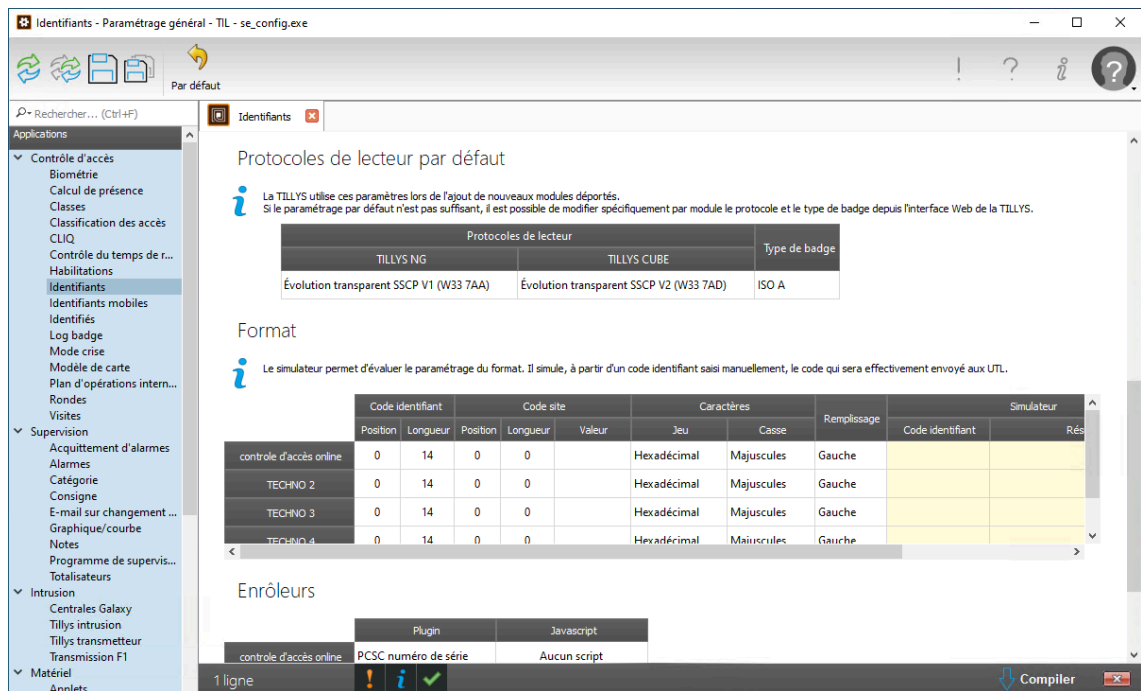 Identifiants - Paramétrage général - TIL - se_config.exe
Par défaut
Rechercher... (Ctrl+F)
Applications
Contrôle d'accès
Biométrie
Calcul de présence
Classes
Classification des accès
CLIQ
Contrôle du temps de r...
Habilitations
Identifiants
Identifiants mobiles
Identifiés
Log badge
Mode crise
Modèle de carte
Plan d'opérations intern...
Rondes
Visites
Supervision
Acquittement d'alarmes
Alarmes
Catégorie
Consigne
E-mail sur changement ...
Graphique/courbe
Notes
Programme de supervis...
Totalisateurs
Intrusion
Centrales Galaxy
Tillys intrusion
Tillys transmetteur
Transmission F1
Matériel
Applets
Identifiants
Protocoles de lecteur par défaut
La TILLYS utilise ces paramètres lors de l'ajout de nouveaux modules déportés.
Si le paramétrage par défaut n'est pas suffisant, il est possible de modifier spécifiquement par module le protocole et le type de badge depuis l'interface Web de la TILLYS.
Protocoles de lecteur Type de badge
TILLYS NG TILLYS CUBE
Évolution transparent SSCP V1 (W33 7AA) Évolution transparent SSCP V2 (W33 7AD) ISO A
Format
Le simulateur permet d'évaluer le paramétrage du format. Il simule, à partir d'un code identifiant saisi manuellement, le code qui sera effectivement envoyé aux UTL.
Code identifiant Code site Caractères Remplissage Simulateur
Position Longueur Position Longueur Valeur Jeu Casse Code identifiant Rés
controle d'accès online 0 14 0 0 Hexadécimal Majuscules Gauche
TECHNO 2 0 14 0 0 Hexadécimal Majuscules Gauche
TECHNO 3 0 14 0 0 Hexadécimal Majuscules Gauche
TECHNO 4 0 14 0 0 Hexadécimal Majuscules Gauche
Enrôleurs
Plugin Javascript
controle d'accès online PCSC numéro de série Aucun script
1 ligne
Compiler